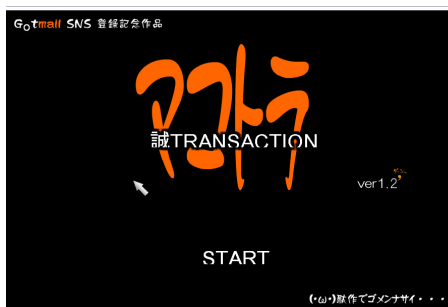 Gotmall SNS 登録記念作品
マコトラ
誠TRANSACTION
ver1.2
START
(・ω・)駄作でゴメンナサイ・・・